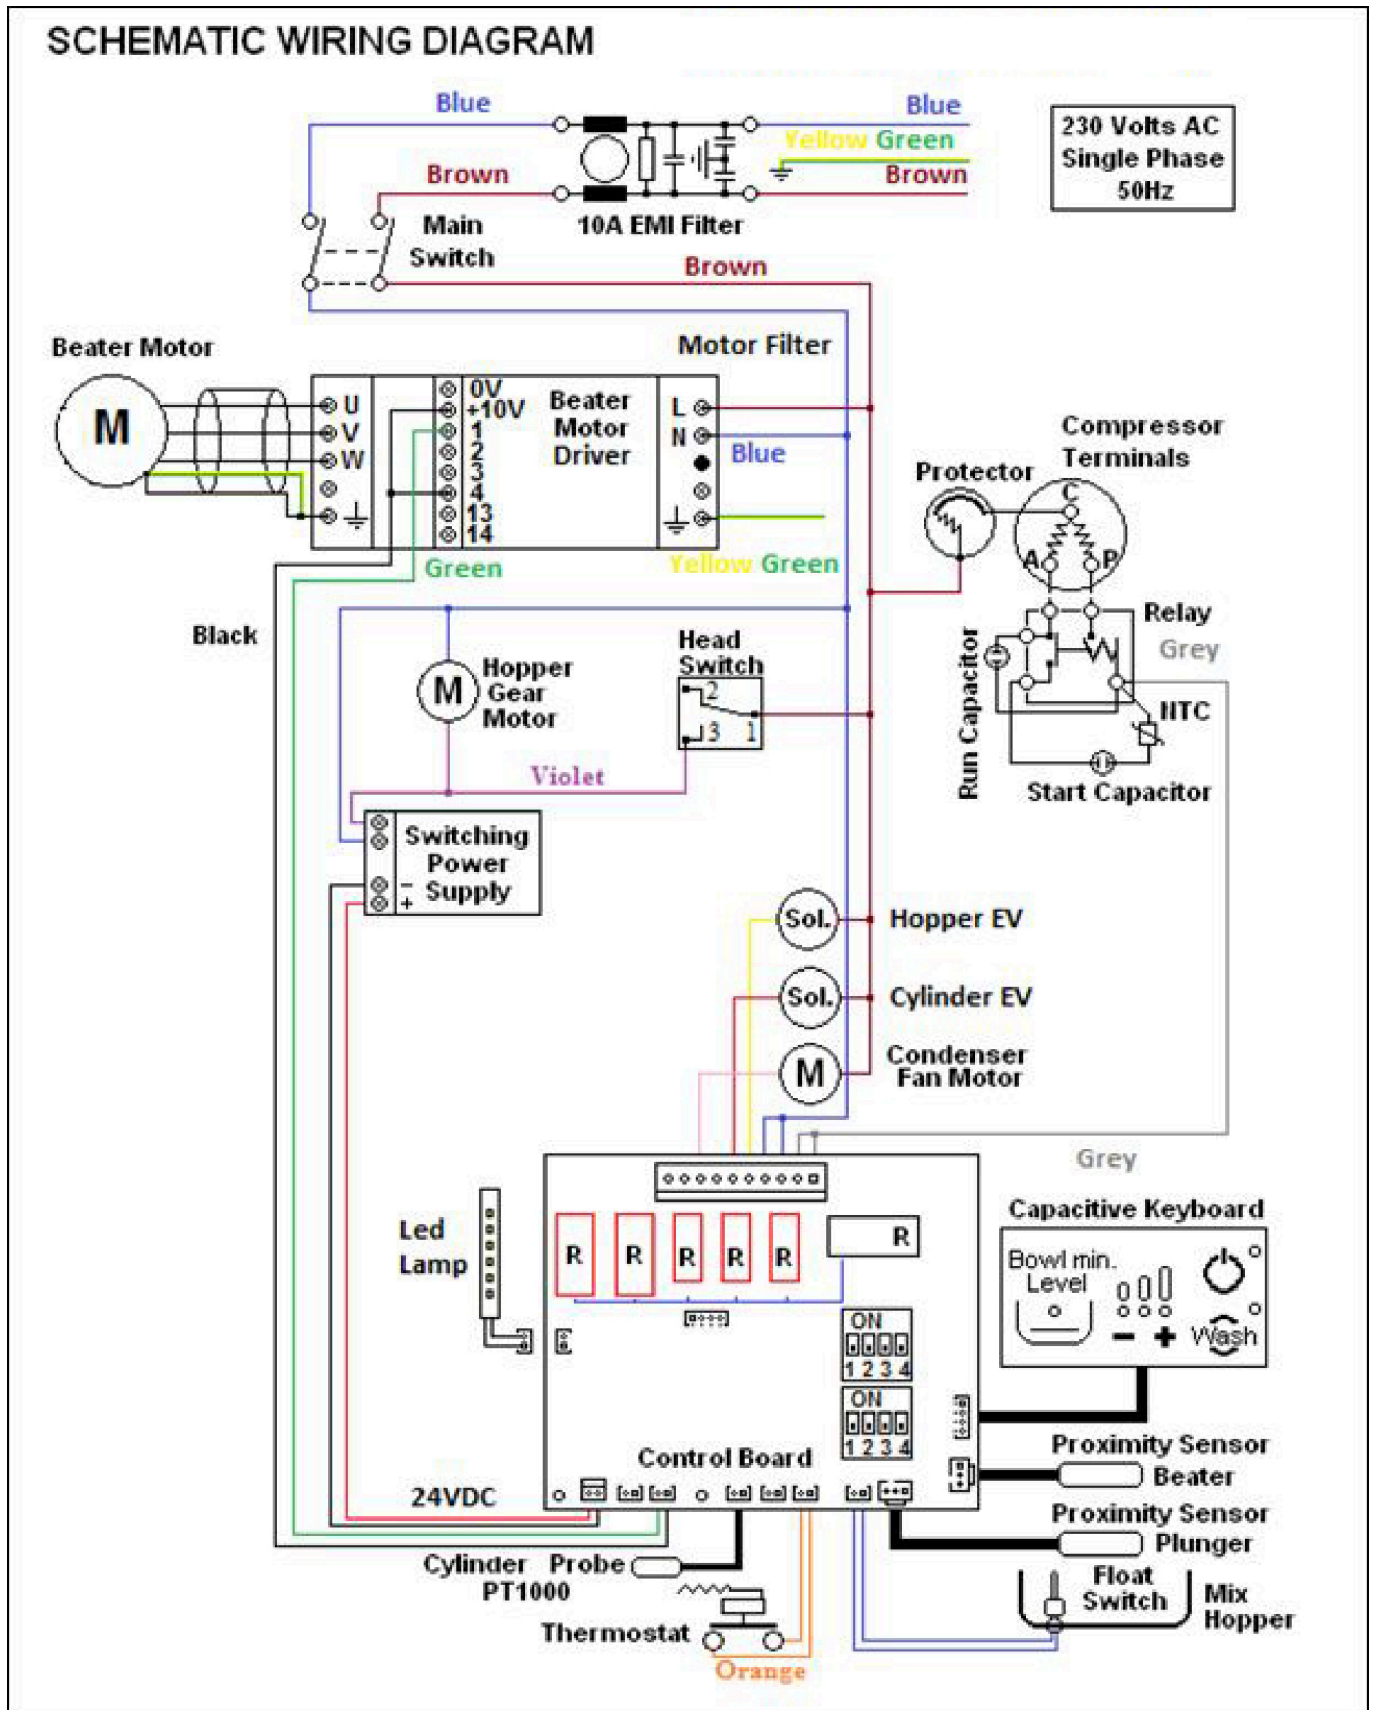 SCHEMATIC WIRING DIAGRAM
Blue
Blue
Yellow Green
Brown
Brown
230 Volts AC
Single Phase
50Hz
10A EMI Filter
Main
Switch
Brown
Beater Motor
Motor Filter
M
U
V
W
0V
+10V
1
2
3
4
13
14
Beater
Motor
Driver
L
N
Blue
Green
Yellow Green
Compressor
Terminals
Protector
C
A
P
Relay
Grey
Run Capacitor
NTC
Start Capacitor
Black
M
Hopper
Gear
Motor
Head
Switch
2
3
1
Violet
Switching
Power
Supply
–
+
Sol.
Hopper EV
Sol.
Cylinder EV
M
Condenser
Fan Motor
Grey
Led
Lamp
R
R
R
R
R
R
ON
1 2 3 4
ON
1 2 3 4
Control Board
Capacitive Keyboard
Bowl min.
Level
– +
Wash
Proximity Sensor
Beater
Proximity Sensor
Plunger
24VDC
Cylinder Probe
PT1000
Thermostat
Orange
Float
Switch
Mix
Hopper